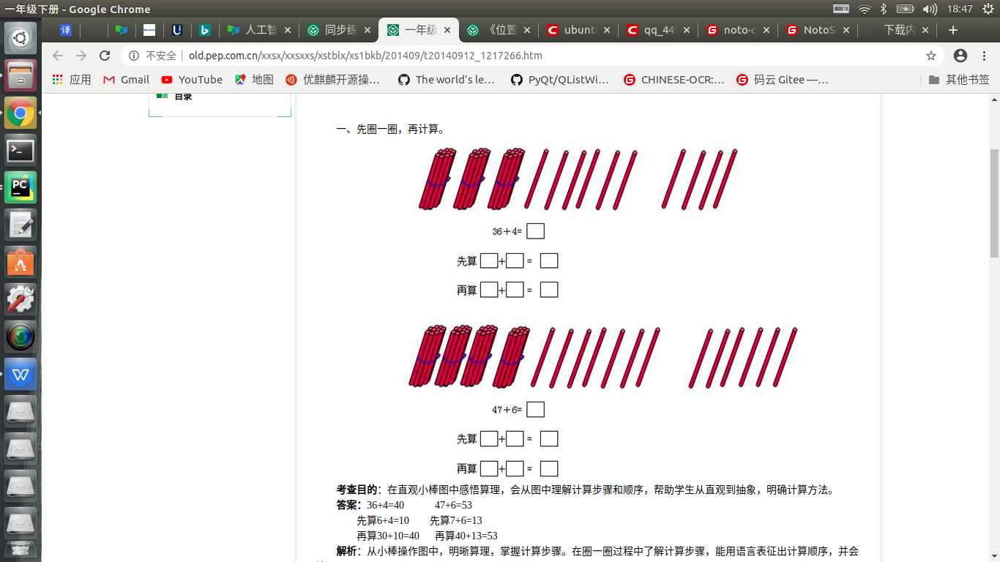 一年级下册 - Google Chrome
18:47
人工智
同步练
一年级
《位置
ubunt
qq_449
noto-c
NotoS
下载内
不安全
old.pep.com.cn/xxsx/xxsxxs/xstblx/xs1bkb/201409/t20140912_1217266.htm
应用
Gmail
YouTube
地图
优麒麟开源操...
The world's le...
PyQt/QListWi...
CHINESE-OCR:...
码云 Gitee —...
其他书签
目录
一、先圈一圈，再计算。
36+4=
先算 + =
再算 + =
47+6=
先算 + =
再算 + =
考查目的：在直观小棒图中感悟算理，会从图中理解计算步骤和顺序，帮助学生从直观到抽象，明确计算方法。
答案：36+4=40 47+6=53
先算6+4=10 先算7+6=13
再算30+10=40 再算40+13=53
解析：从小棒操作图中，明晰算理，掌握计算步骤。在圈一圈过程中了解计算步骤，能用语言表征出计算顺序，并会